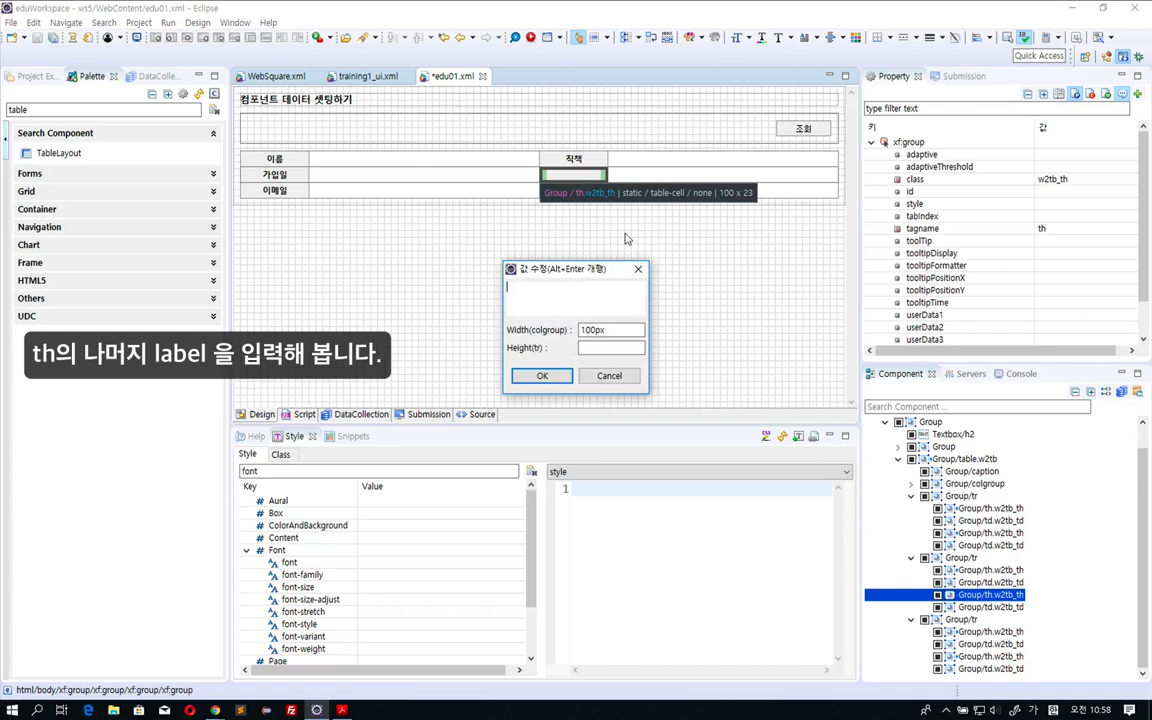 eduWorkspace - ws5/WebContent/edu01.xml - Eclipse
File Edit Navigate Search Project Run Design Window Help
Quick Access
Project Ex... Palette DataColle...
table
Search Component
TableLayout
Forms
Grid
Container
Navigation
Chart
Frame
HTML5
Others
UDC
WebSquare.xml training1_ui.xml *edu01.xml
컴포넌트 데이터 셋팅하기
조회
이름 직책
가입일
이메일
Group / th.w2tb_th | static / table-cell / none | 100 x 23
값 수정(Alt+Enter 개행)
Width(colgroup) : 100px
Height(tr) :
OK Cancel
th의 나머지 label 을 입력해 봅니다.
Design Script DataCollection Submission Source
Help Style Snippets
Style Class
font
Key Value
Aural
Box
ColorAndBackground
Content
Font
font
font-family
font-size
font-size-adjust
font-stretch
font-style
font-variant
font-weight
Page
style
1
Property Submission
type filter text
키 값
xf:group
adaptive
adaptiveThreshold
class w2tb_th
id
style
tabindex
tagname th
toolTip
tooltipDisplay
tooltipFormatter
tooltipPositionX
tooltipPositionY
tooltipTime
userData1
userData2
userData3
Component Servers Console
Search Component ...
Group
Textbox/h2
Group
Group/table.w2tb
Group/caption
Group/colgroup
Group/tr
Group/th.w2tb_th
Group/td.w2tb_td
Group/th.w2tb_th
Group/td.w2tb_td
Group/tr
Group/th.w2tb_th
Group/td.w2tb_td
Group/th.w2tb_th
Group/td.w2tb_td
Group/tr
Group/th.w2tb_th
Group/td.w2tb_td
Group/th.w2tb_th
Group/td.w2tb_td
html/body/xf:group/xf:group/xf:group/xf:group
오전 10:58